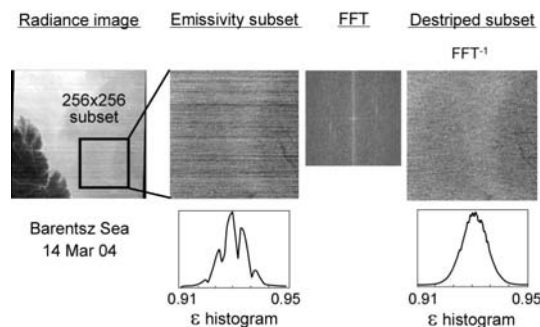 Radiance image
Emissivity subset
FFT
Destriped subset
FFT-1
256x256
subset
Barentsz Sea
14 Mar 04
0.91
0.95
ε histogram
0.91
0.95
ε histogram